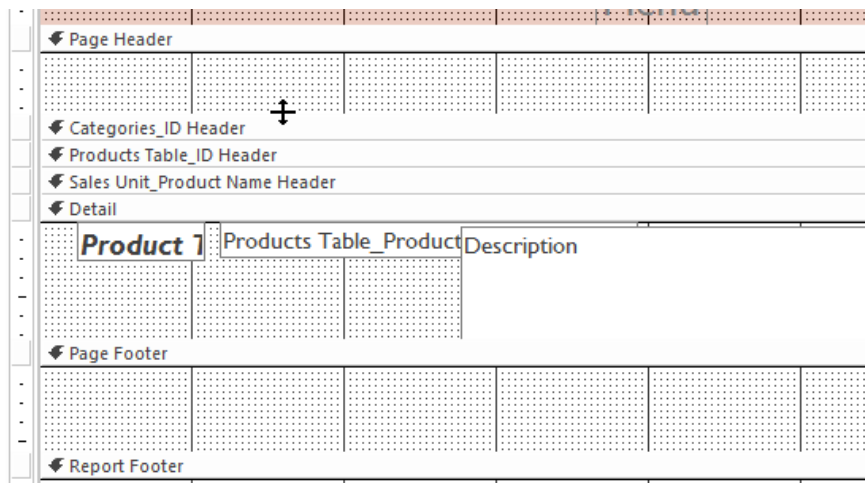 Page Header
Categories_ID Header
Products Table_ID Header
Sales Unit_Product Name Header
Detail
Product Products Table_Product Description
Page Footer
Report Footer